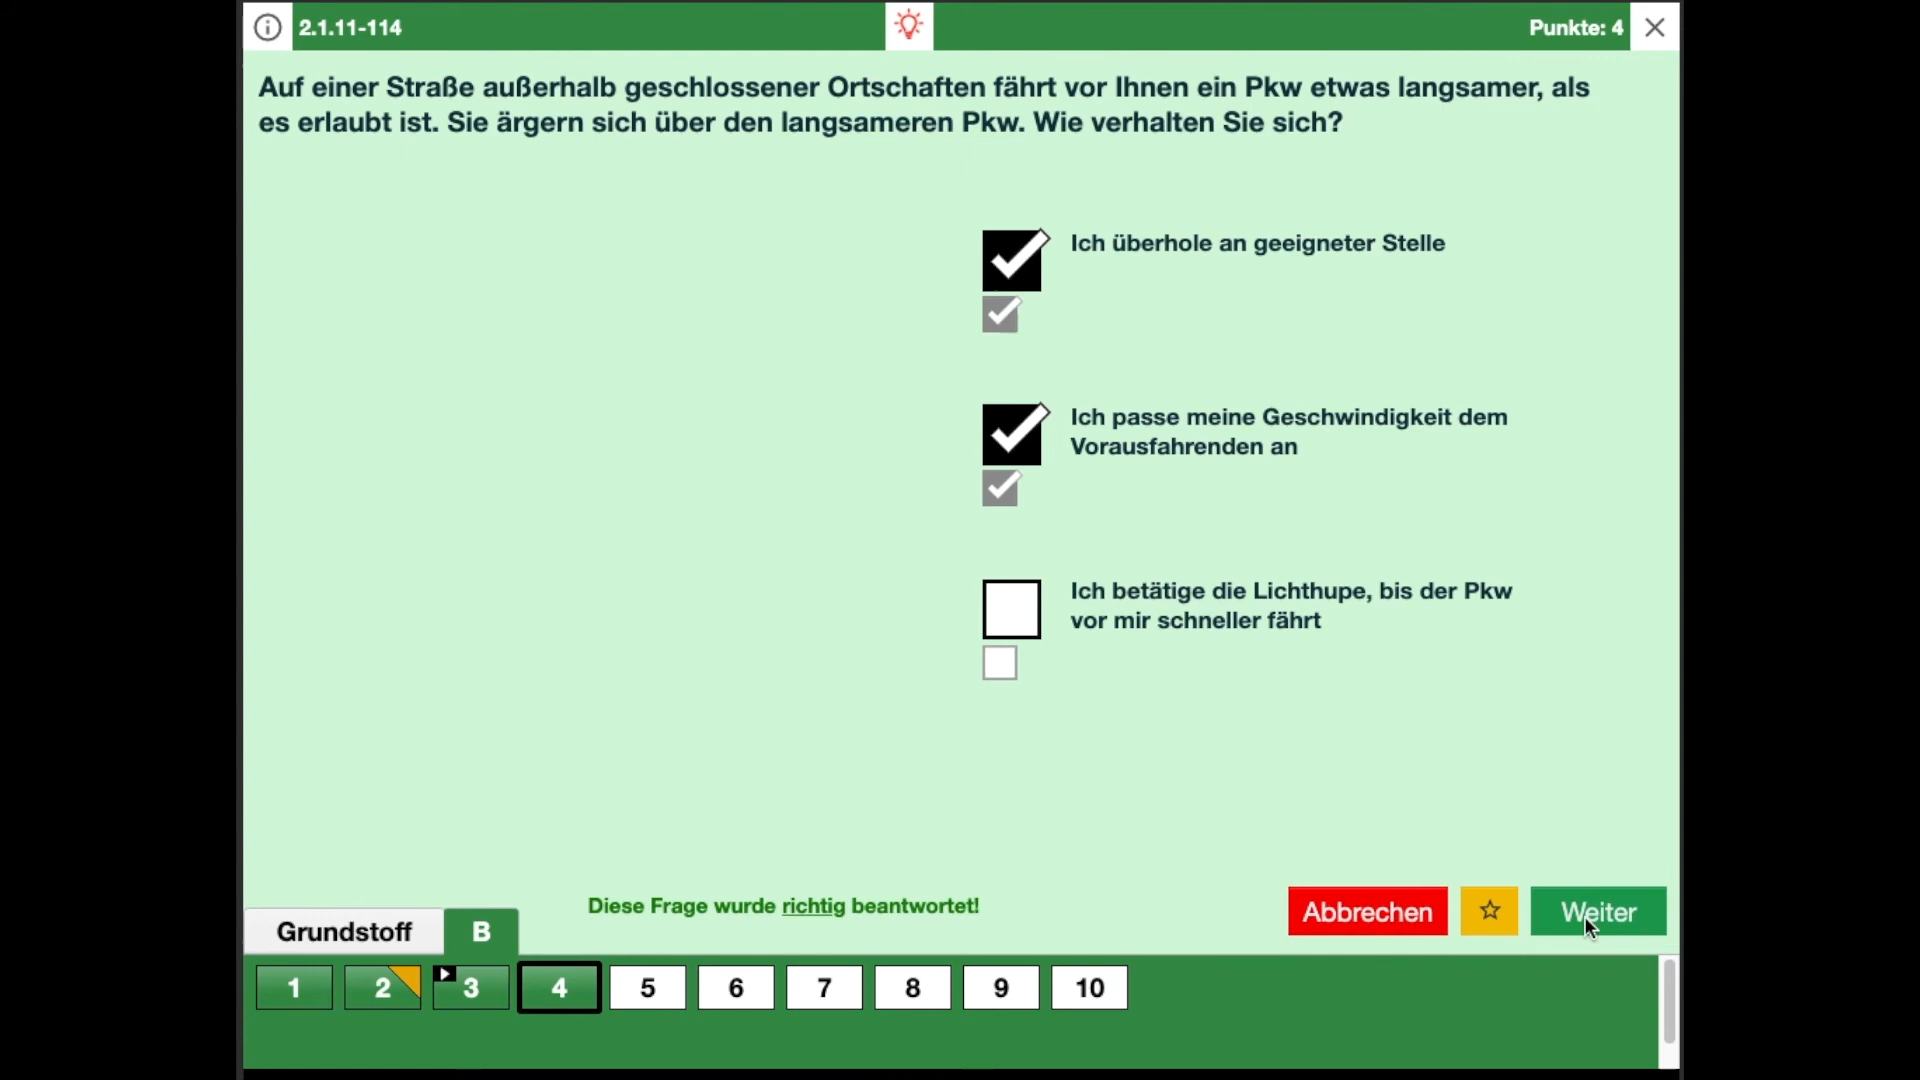 2.1.11-114
Punkte: 4
Auf einer Straße außerhalb geschlossener Ortschaften fährt vor Ihnen ein Pkw etwas langsamer, als
es erlaubt ist. Sie ärgern sich über den langsameren Pkw. Wie verhalten Sie sich?
Ich überhole an geeigneter Stelle
Ich passe meine Geschwindigkeit dem
Vorausfahrenden an
Ich betätige die Lichthupe, bis der Pkw
vor mir schneller fährt
Diese Frage wurde richtig beantwortet!
Abbrechen
Weiter
Grundstoff
B
1 2 3 4 5 6 7 8 9 10